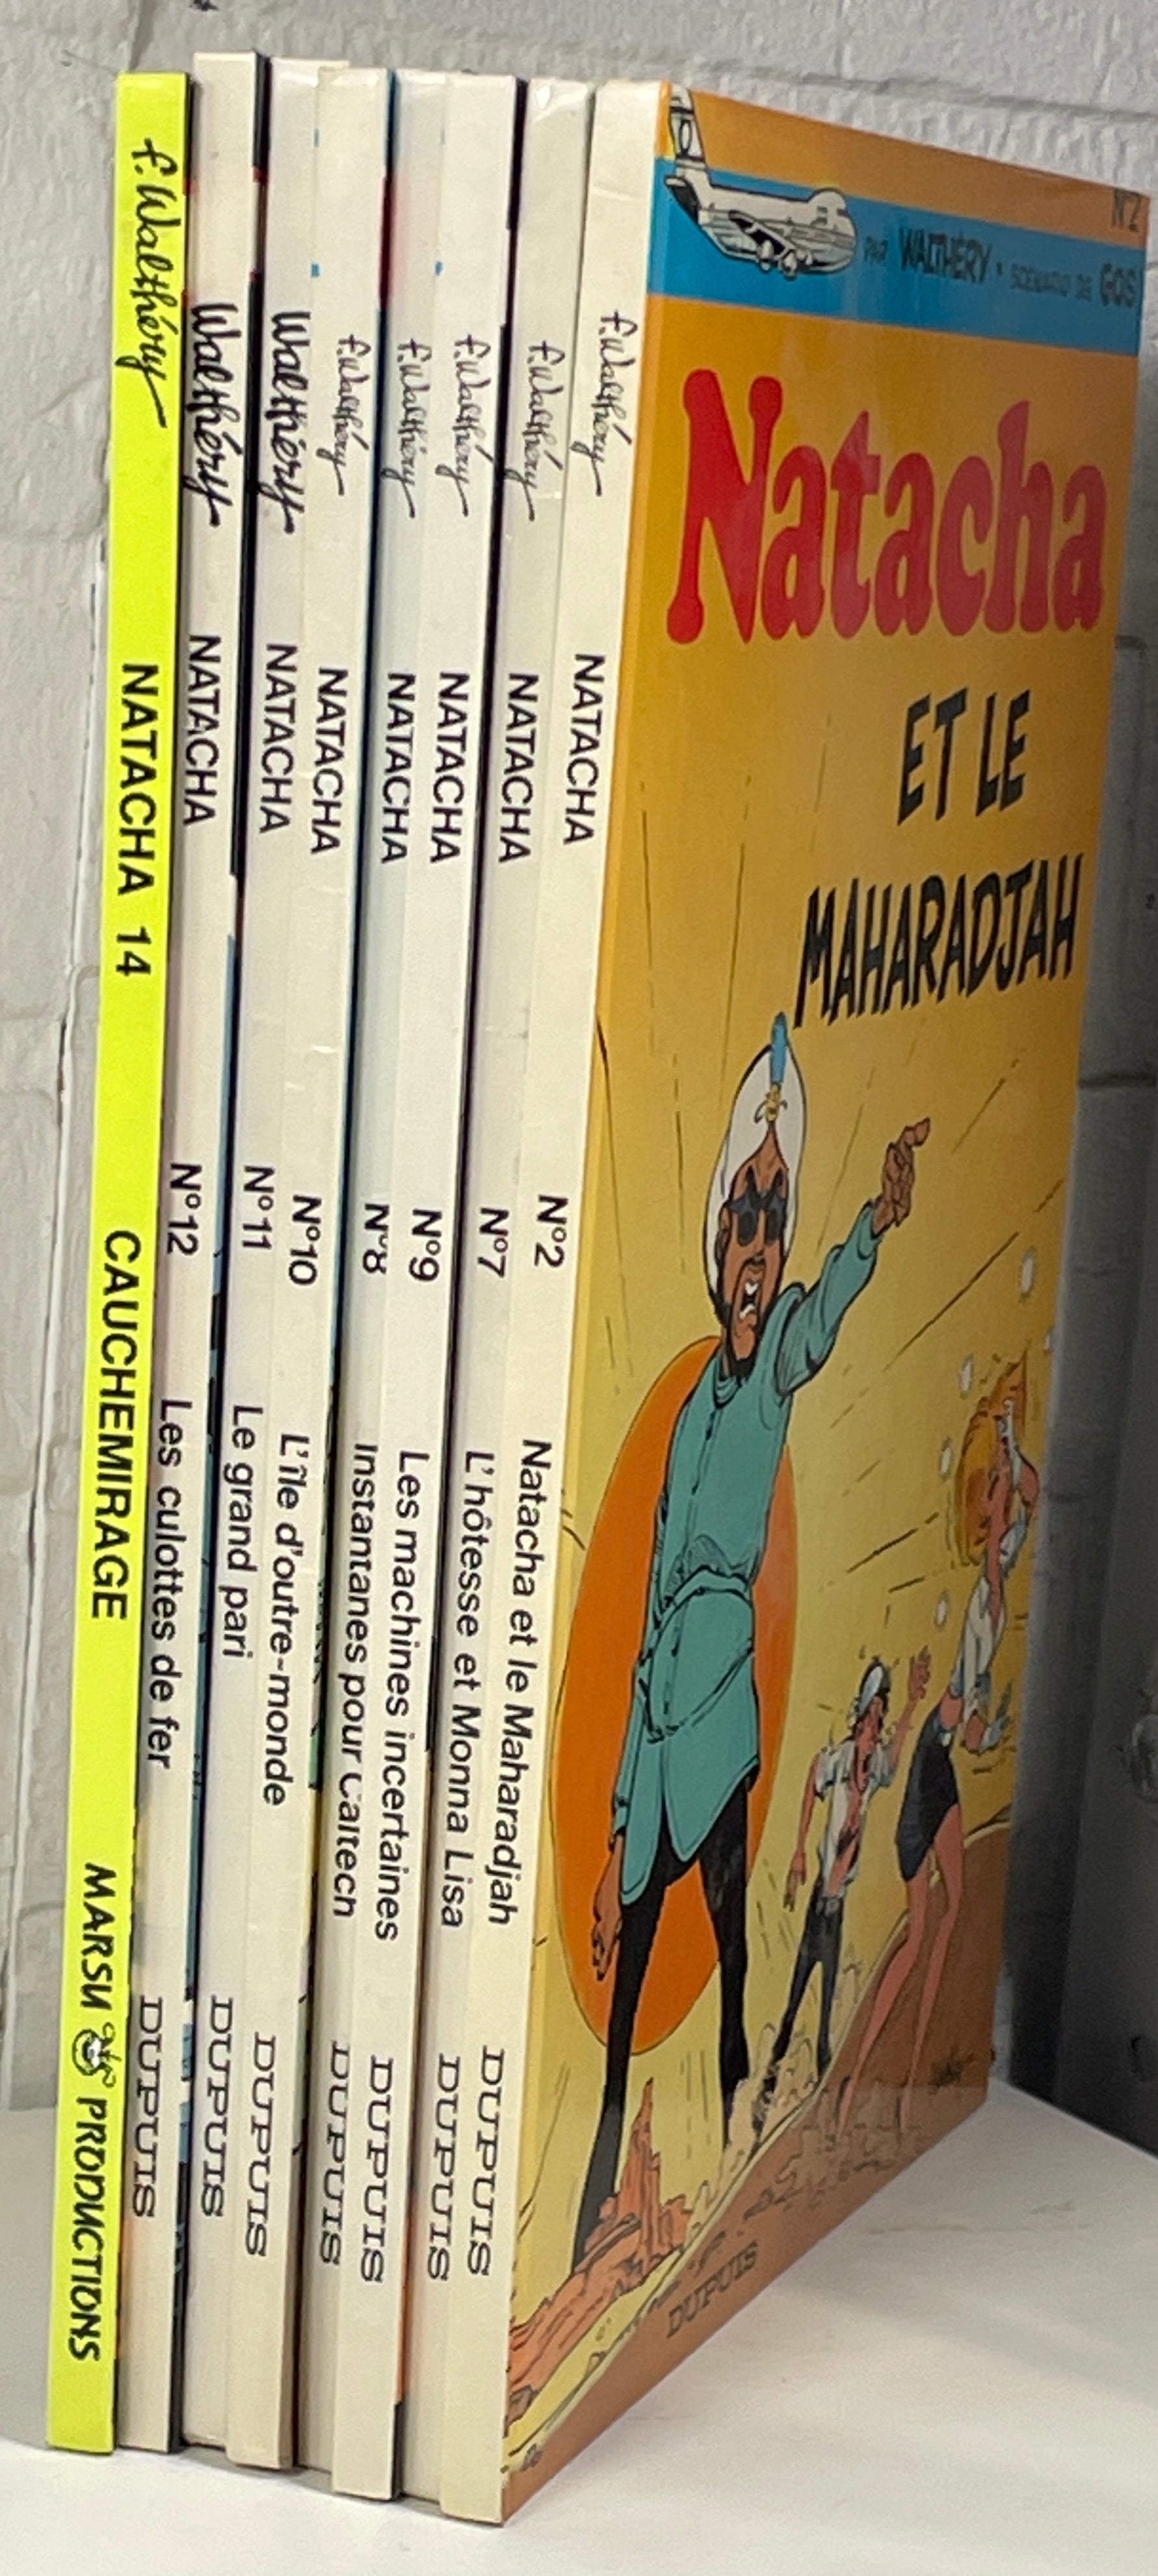 f. Walthéry NATACHA 14 CAUCHEMIRAGE MARSU PRODUCTIONS
Walthéry NATACHA N°12 Les culottes de fer DUPUIS
Walthéry NATACHA N°11 Le grand pari DUPUIS
f. Walthéry NATACHA N°10 L'île d'outre-monde DUPUIS
f. Walthéry NATACHA N°8 Instantanés pour Caltech DUPUIS
f. Walthéry NATACHA N°9 Les machines incertaines DUPUIS
f. Walthéry NATACHA N°7 L'hôtesse et Monna Lisa DUPUIS
f. Walthéry NATACHA N°2 Natacha et le Maharadjah DUPUIS
N°2
PAR WALTHÉRY • SCÉNARIO DE GOS
Natacha
ET LE
MAHARADJAH
DUPUIS